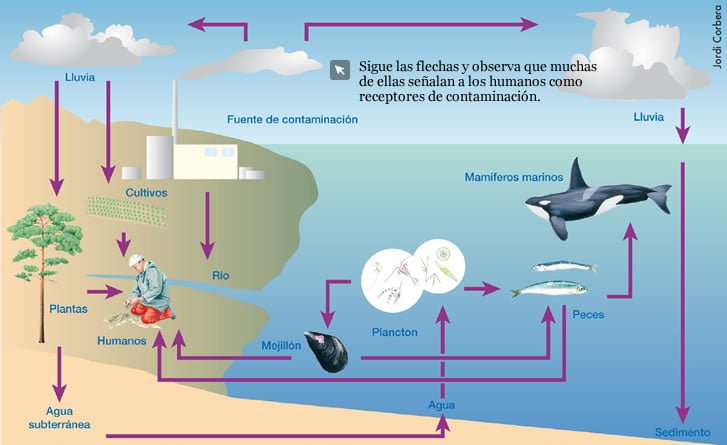 Jordi Corbera
Sigue las flechas y observa que muchas
de ellas señalan a los humanos como
receptores de contaminación.
Lluvia
Fuente de contaminación
Lluvia
Cultivos
Mamíferos marinos
Río
Plantas
Humanos
Mejillón
Plancton
Peces
Agua
subterránea
Agua
Sedimento